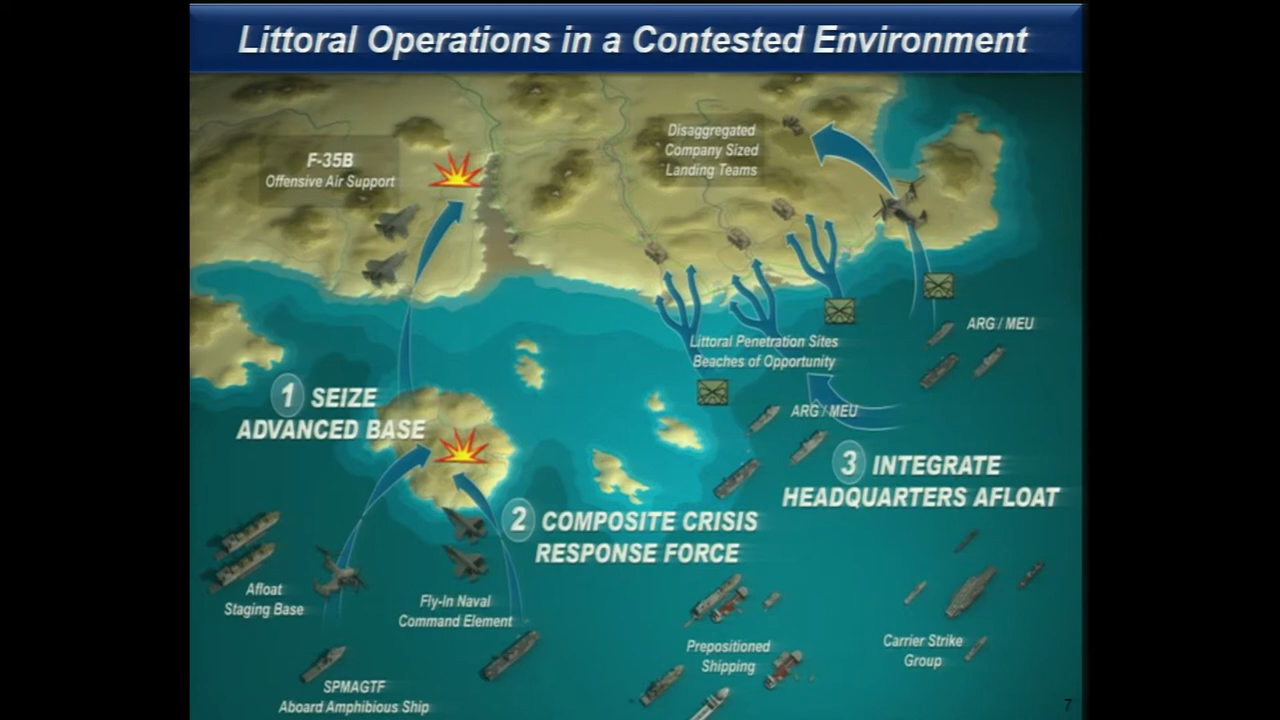 Littoral Operations in a Contested Environment
F-35B
Offensive Air Support
Disaggregated
Company Sized
Landing Teams
ARG / MEU
Littoral Penetration Sites
Beaches of Opportunity
1 SEIZE
ADVANCED BASE
ARG / MEU
3 INTEGRATE
HEADQUARTERS AFLOAT
2 COMPOSITE CRISIS
RESPONSE FORCE
Afloat
Staging Base
Fly-In Naval
Command Element
Prepositioned
Shipping
Carrier Strike
Group
SPMAGTF
Aboard Amphibious Ship
7